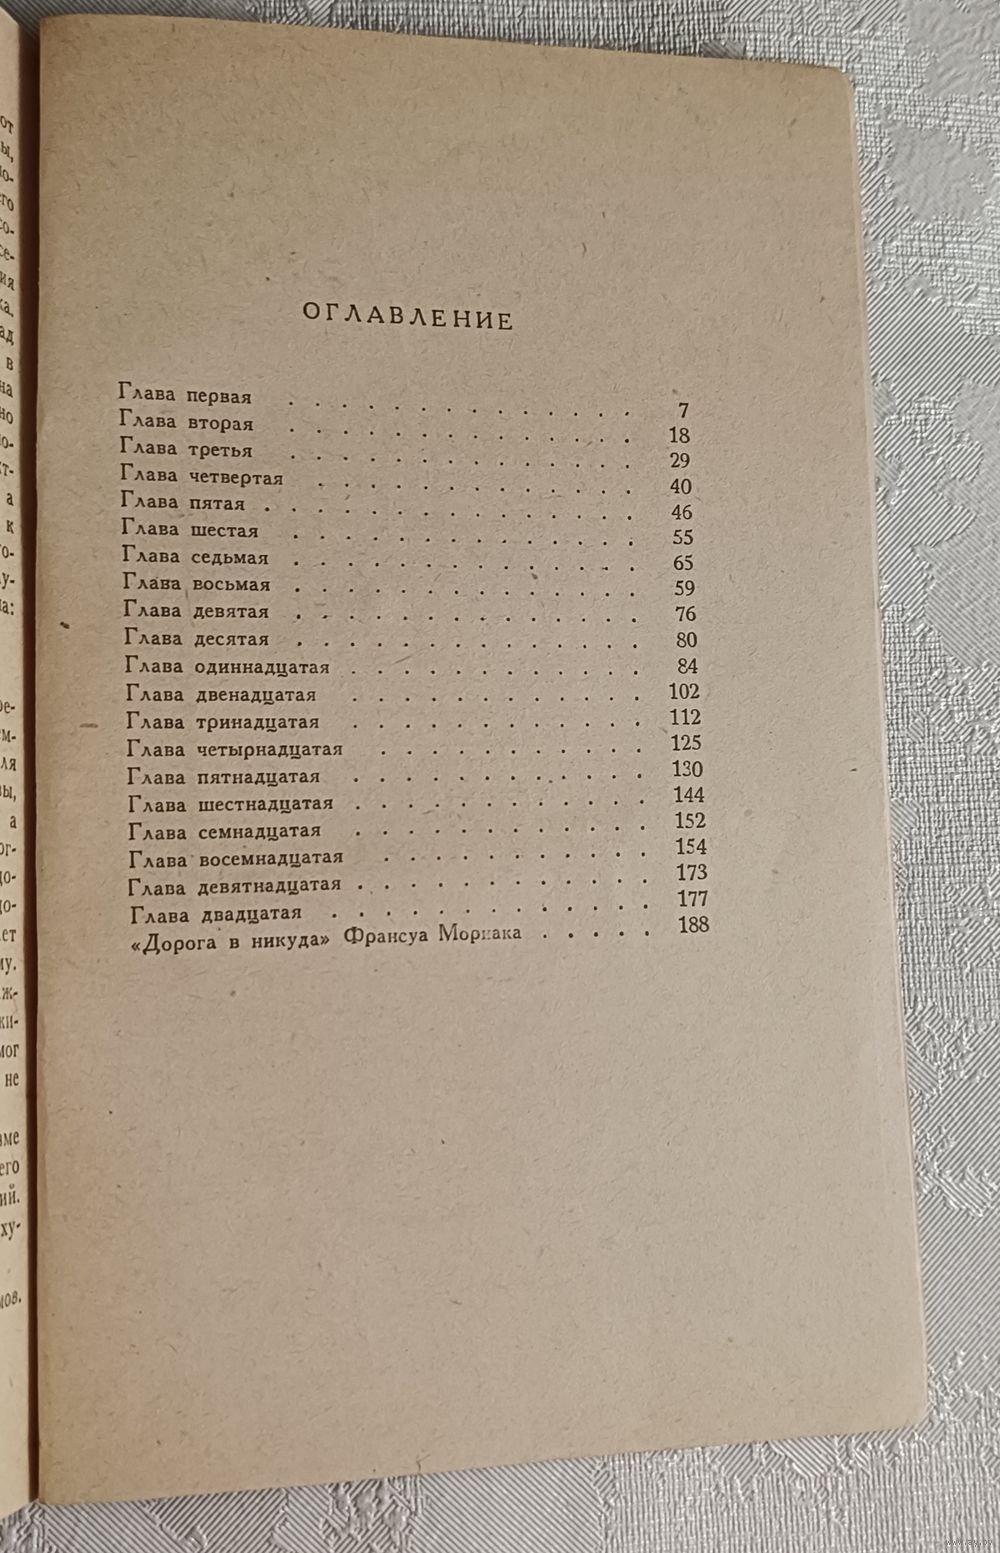 ОГЛАВЛЕНИЕ
Глава первая . . . . . . . . . . . . . . 7
Глава вторая . . . . . . . . . . . . . . 18
Глава третья . . . . . . . . . . . . . . 29
Глава четвертая . . . . . . . . . . . . . 40
Глава пятая . . . . . . . . . . . . . . . 46
Глава шестая . . . . . . . . . . . . . . 55
Глава седьмая . . . . . . . . . . . . . . 65
Глава восьмая . . . . . . . . . . . . . . 59
Глава девятая . . . . . . . . . . . . . . 76
Глава десятая . . . . . . . . . . . . . . 80
Глава одиннадцатая . . . . . . . . . . . . 84
Глава двенадцатая . . . . . . . . . . . . 102
Глава тринадцатая . . . . . . . . . . . . 112
Глава четырнадцатая . . . . . . . . . . . 125
Глава пятнадцатая . . . . . . . . . . . . 130
Глава шестнадцатая . . . . . . . . . . . . 144
Глава семнадцатая . . . . . . . . . . . . 152
Глава восемнадцатая . . . . . . . . . . . 154
Глава девятнадцатая . . . . . . . . . . . . 173
Глава двадцатая . . . . . . . . . . . . . 177
«Дорога в никуда» Франсуа Мориака . . . . . 188